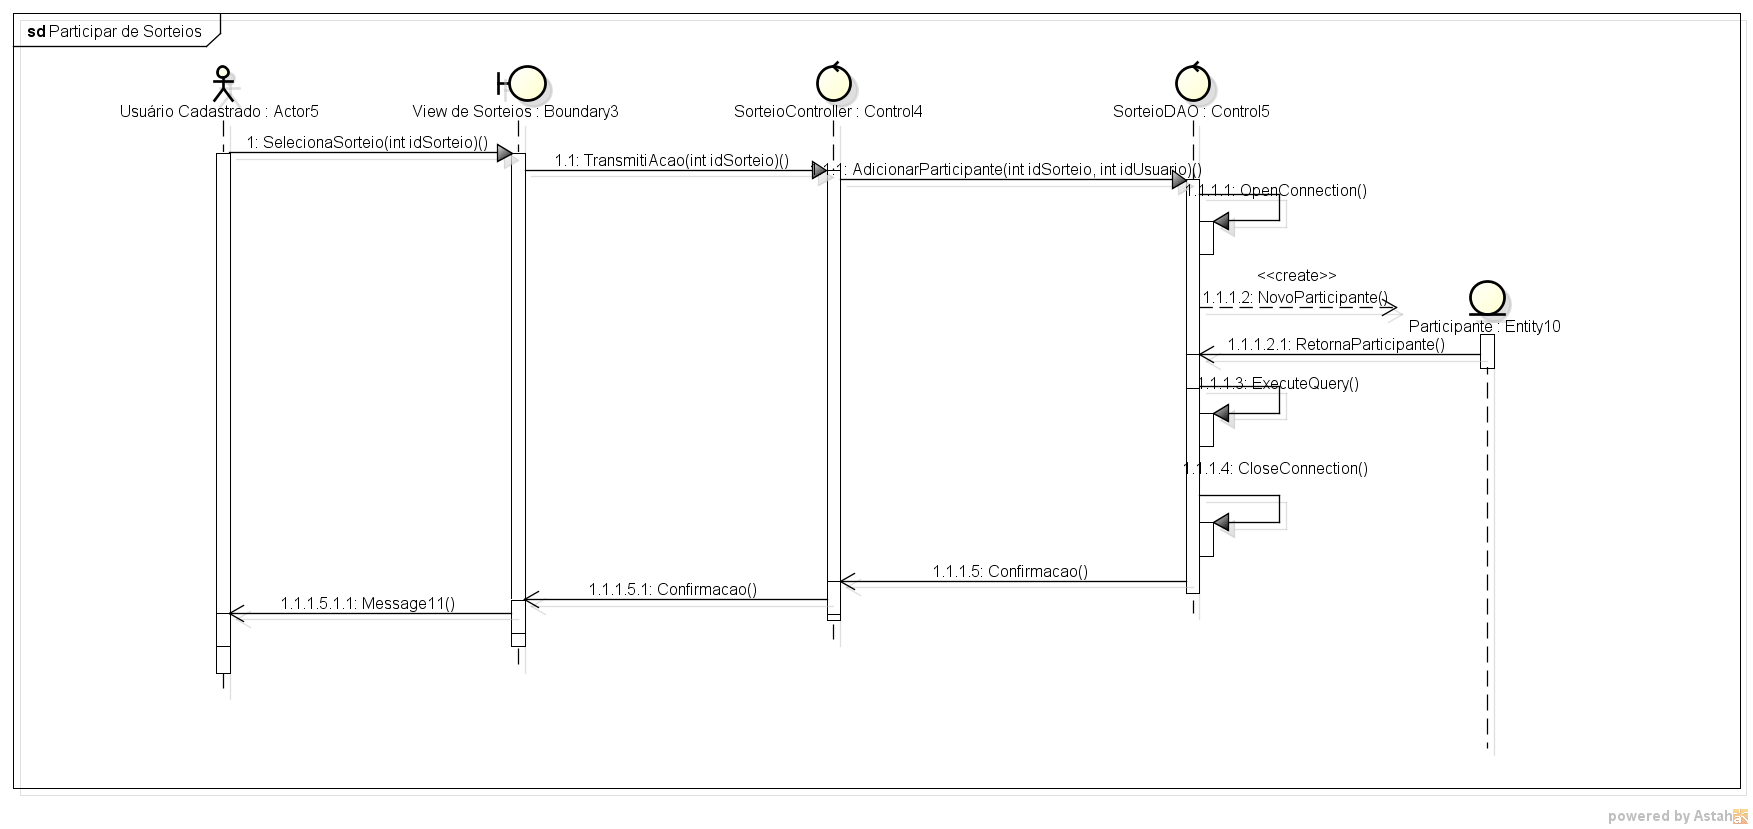 sd Participar de Sorteios
Usuário Cadastrado : Actor5
View de Sorteios : Boundary3
SorteioController : Control4
SorteioDAO : Control5
1: SelecionaSorteio(int idSorteio)()
1.1: TransmitiAcao(int idSorteio)()
1.1: AdicionarParticipante(int idSorteio, int idUsuario)()
1.1.1.1: OpenConnection()
<<create>>
1.1.1.2: NovoParticipante()
Participante : Entity10
1.1.1.2.1: RetornaParticipante()
1.1.1.3: ExecuteQuery()
1.1.1.4: CloseConnection()
1.1.1.5: Confirmacao()
1.1.1.5.1: Confirmacao()
1.1.1.5.1.1: Message11()
powered by Astah